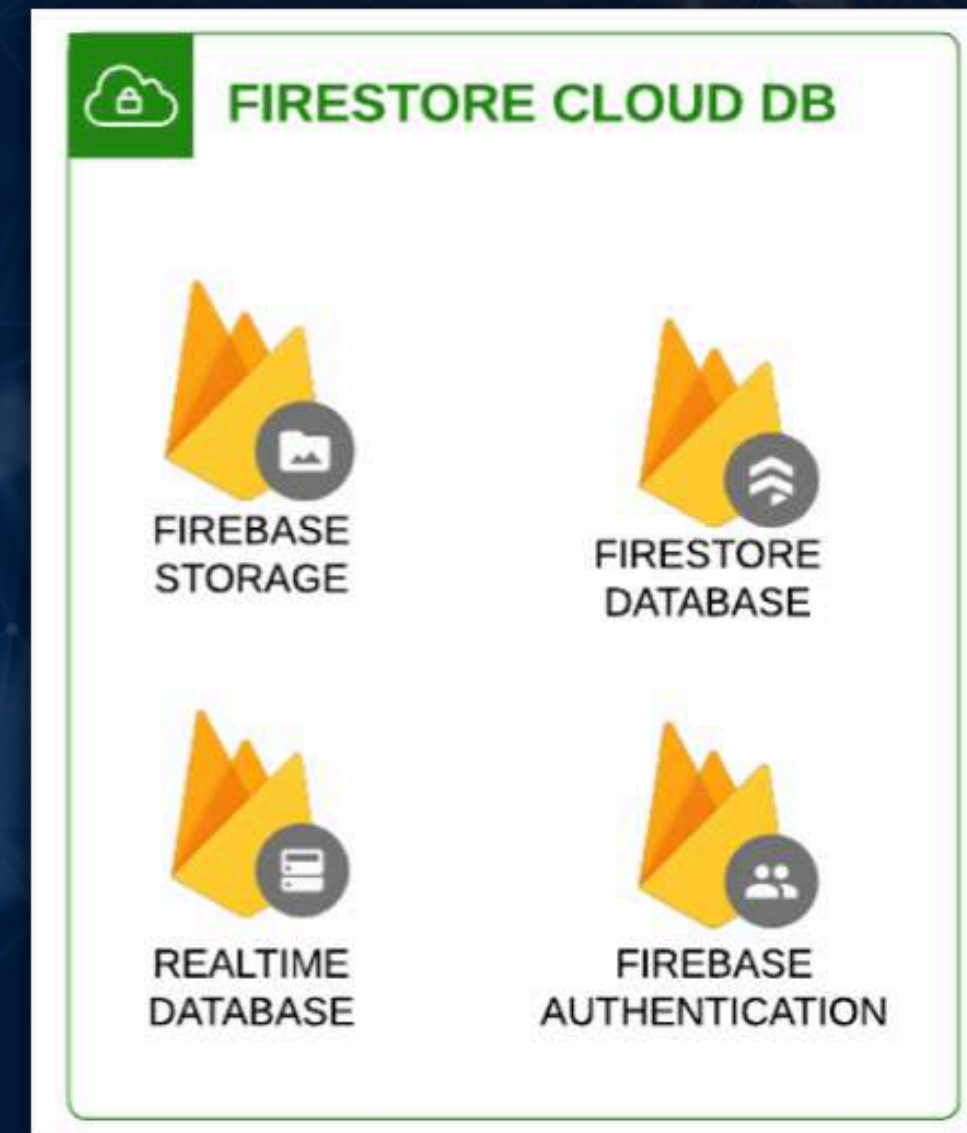 FIRESTORE CLOUD DB
FIREBASE
STORAGE
FIRESTORE
DATABASE
REALTIME
DATABASE
FIREBASE
AUTHENTICATION